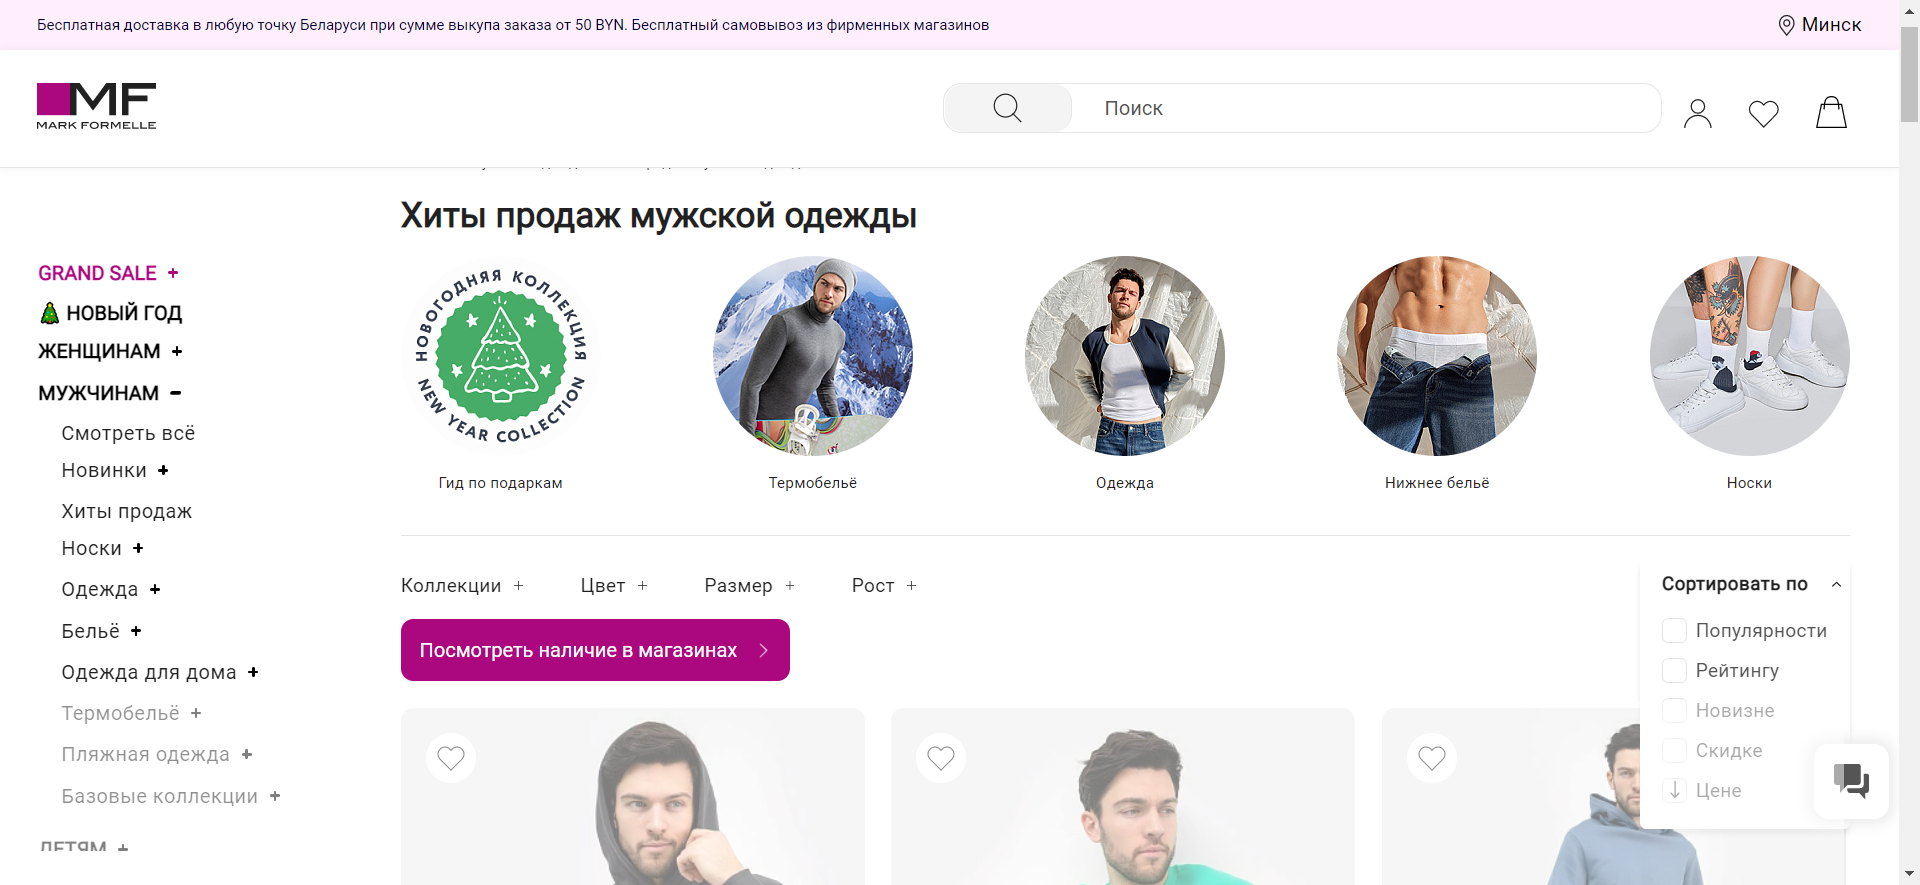 Бесплатная доставка в любую точку Беларуси при сумме выкупа заказа от 50 BYN. Бесплатный самовывоз из фирменных магазинов
Минск
MF
MARK FORMELLE
Поиск
Хиты продаж мужской одежды
GRAND SALE +
НОВЫЙ ГОД
ЖЕНЩИНАМ +
МУЖЧИНАМ −
Смотреть всё
Новинки +
Хиты продаж
Носки +
Одежда +
Бельё +
Одежда для дома +
Термобельё +
Пляжная одежда +
Базовые коллекции +
ДЕТЯМ +
НОВОГОДНЯЯ КОЛЛЕКЦИЯ
NEW YEAR COLLECTION
Гид по подаркам
Термобельё
Одежда
Нижнее бельё
Носки
Коллекции + Цвет + Размер + Рост +
Посмотреть наличие в магазинах
Сортировать по
Популярности
Рейтингу
Новизне
Скидке
Цене